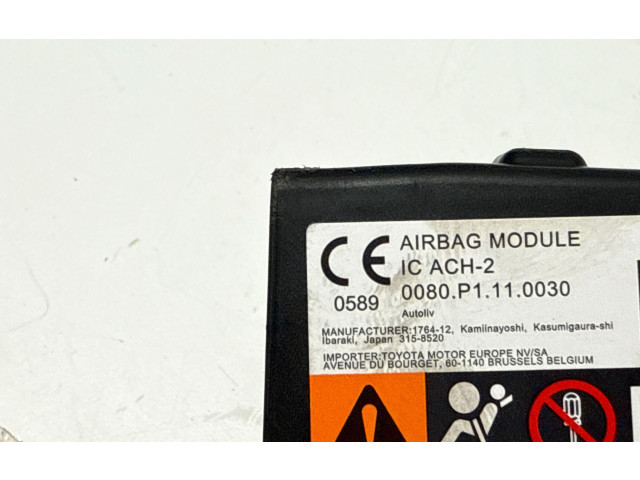 CE AIRBAG MODULE
IC ACH-2
0589 0080.P1.11.0030
Autoliv
MANUFACTURER:1764-12, Kamiinayoshi, Kasumigaura-shi
Ibaraki, Japan 315-8520
IMPORTER:TOYOTA MOTOR EUROPE NV/SA
AVENUE DU BOURGET, 60-1140 BRUSSELS BELGIUM